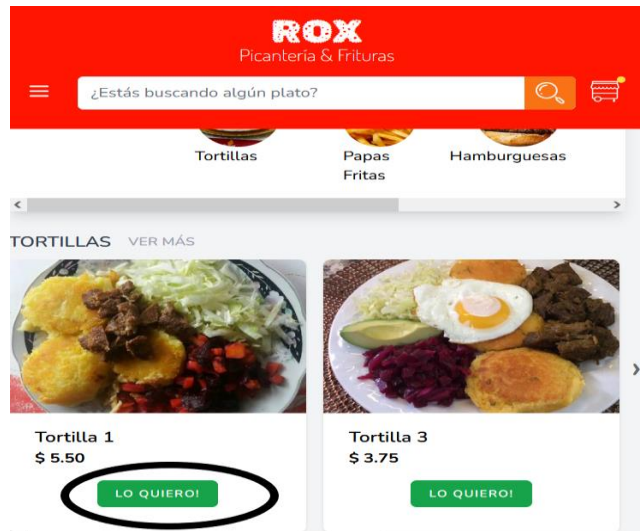 ROX
Picantería & Frituras
¿Estás buscando algún plato?
Tortillas
Papas Fritas
Hamburguesas
TORTILLAS VER MÁS
Tortilla 1
$ 5.50
LO QUIERO!
Tortilla 3
$ 3.75
LO QUIERO!